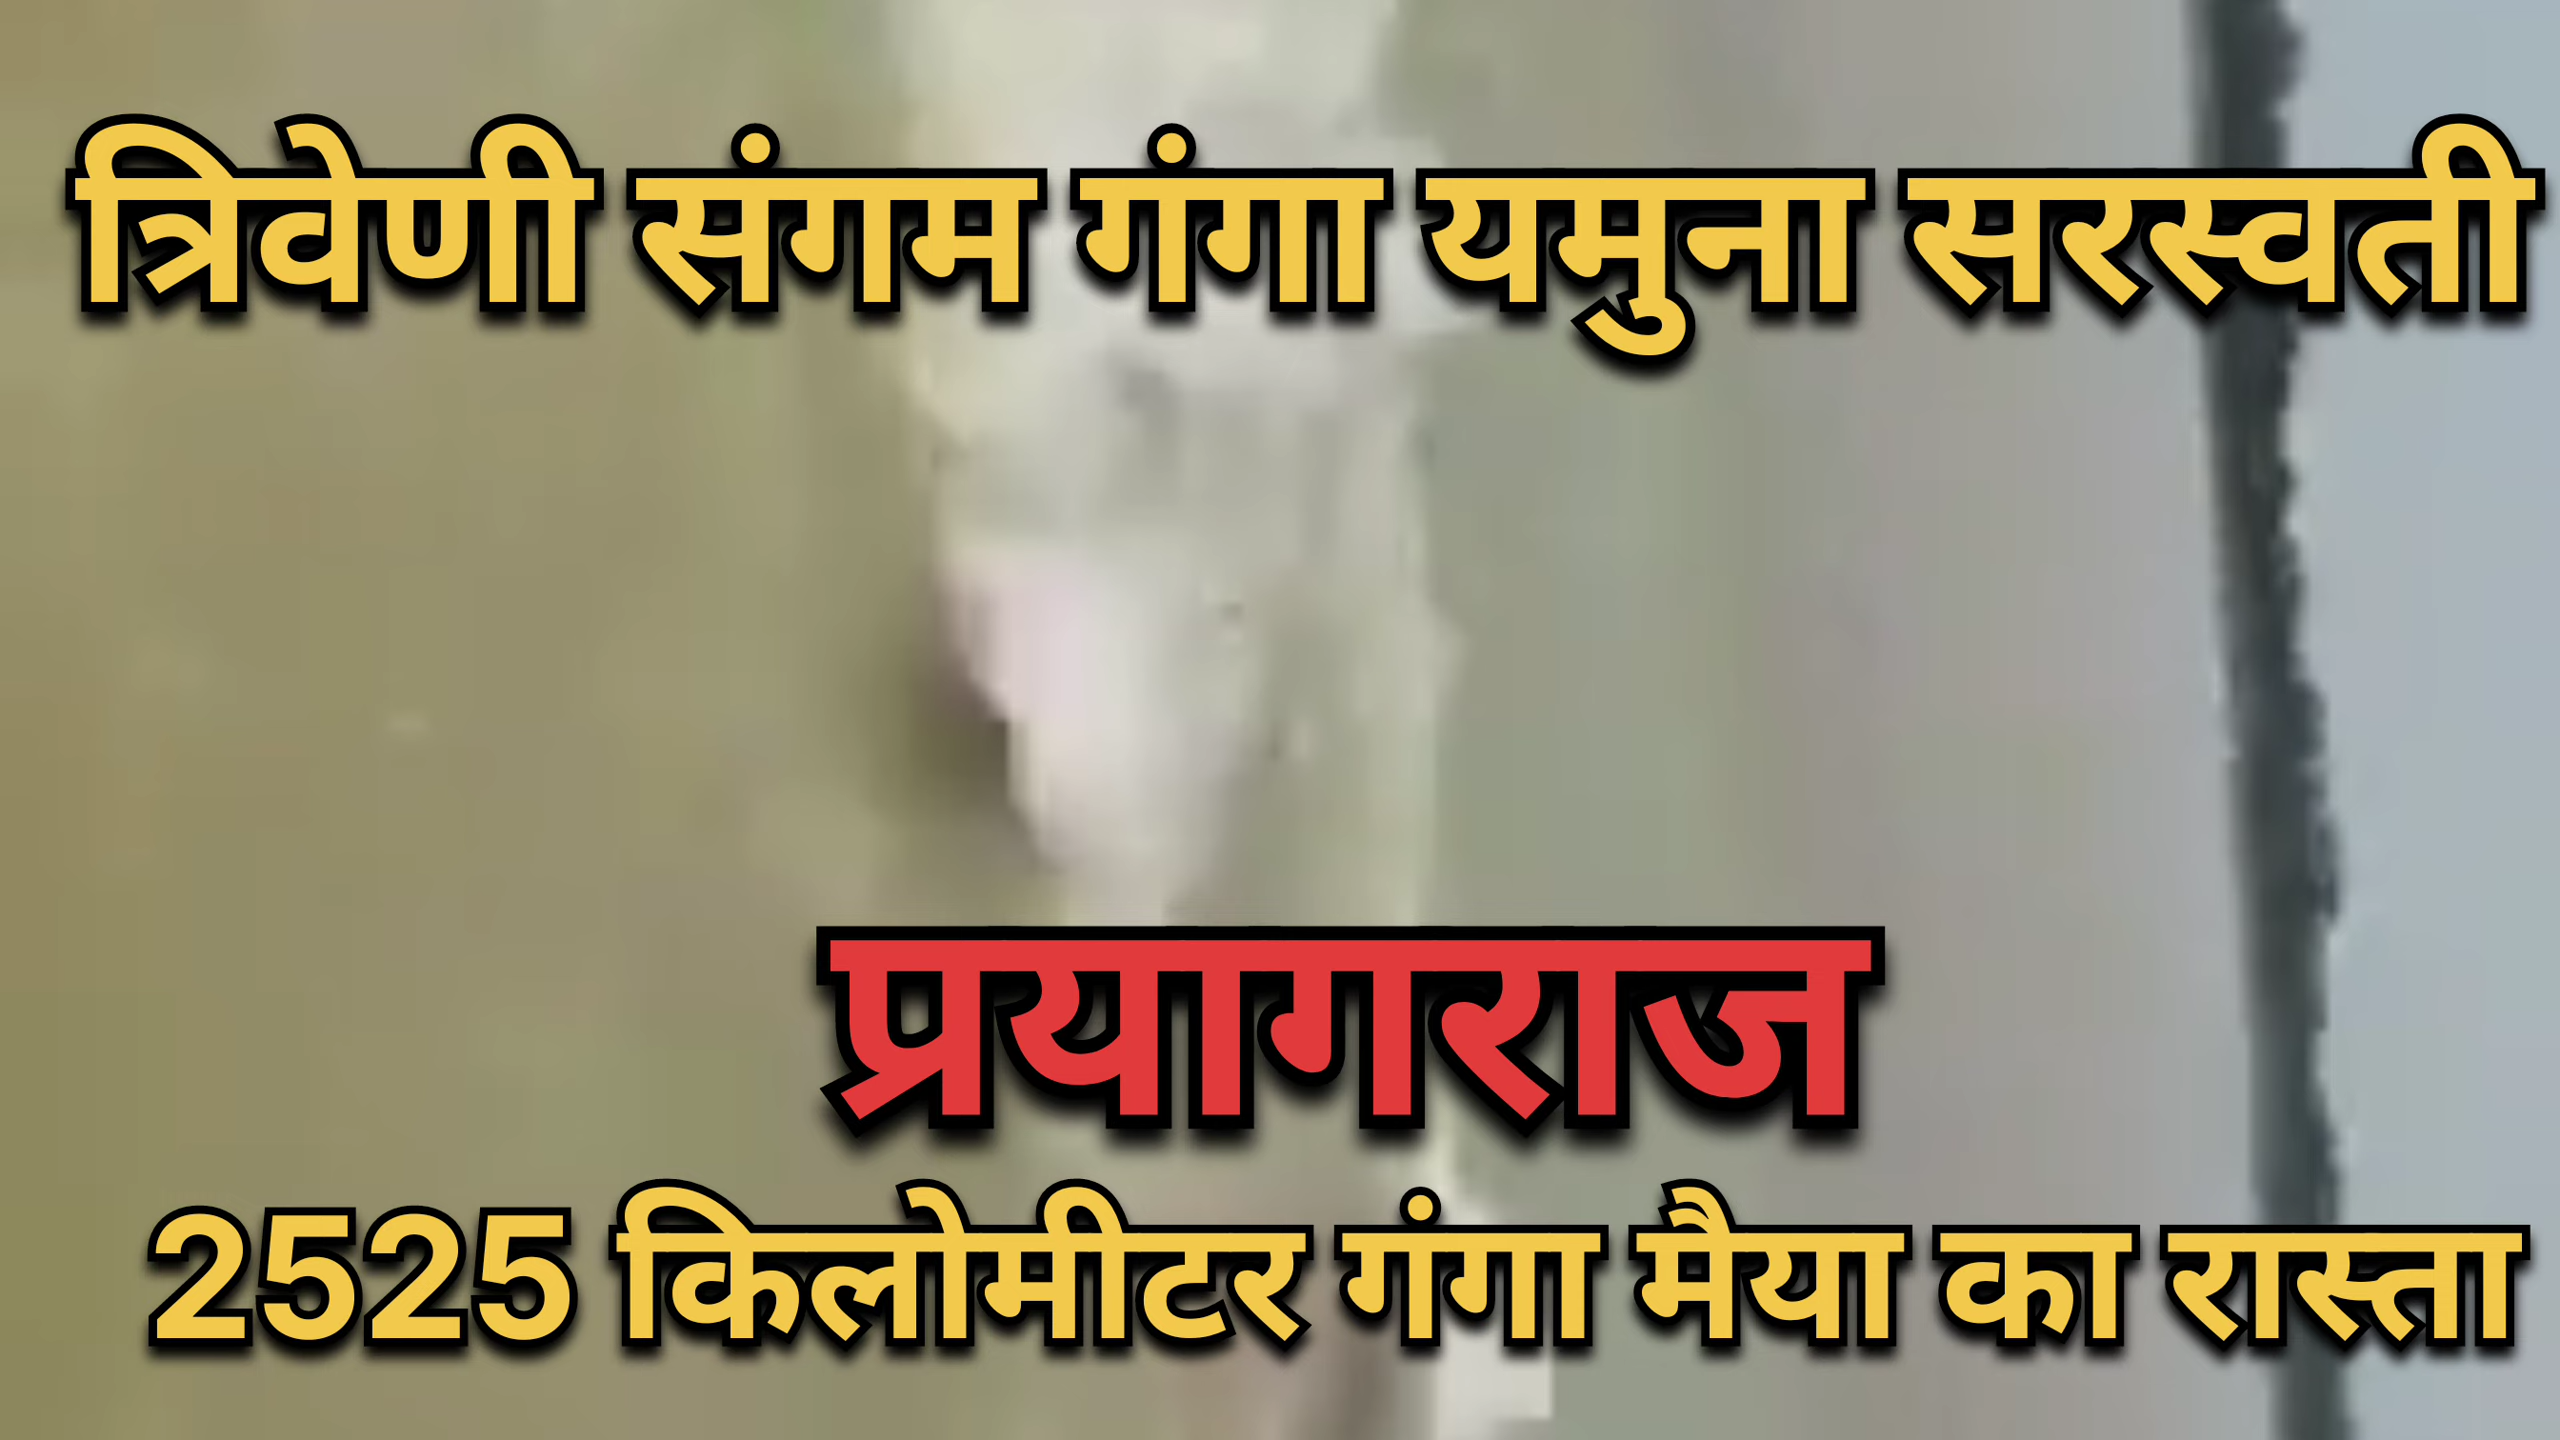 त्रिवेणी संगम गंगा यमुना सरस्वती
प्रयागराज
2525 किलोमीटर गंगा मैया का रास्ता